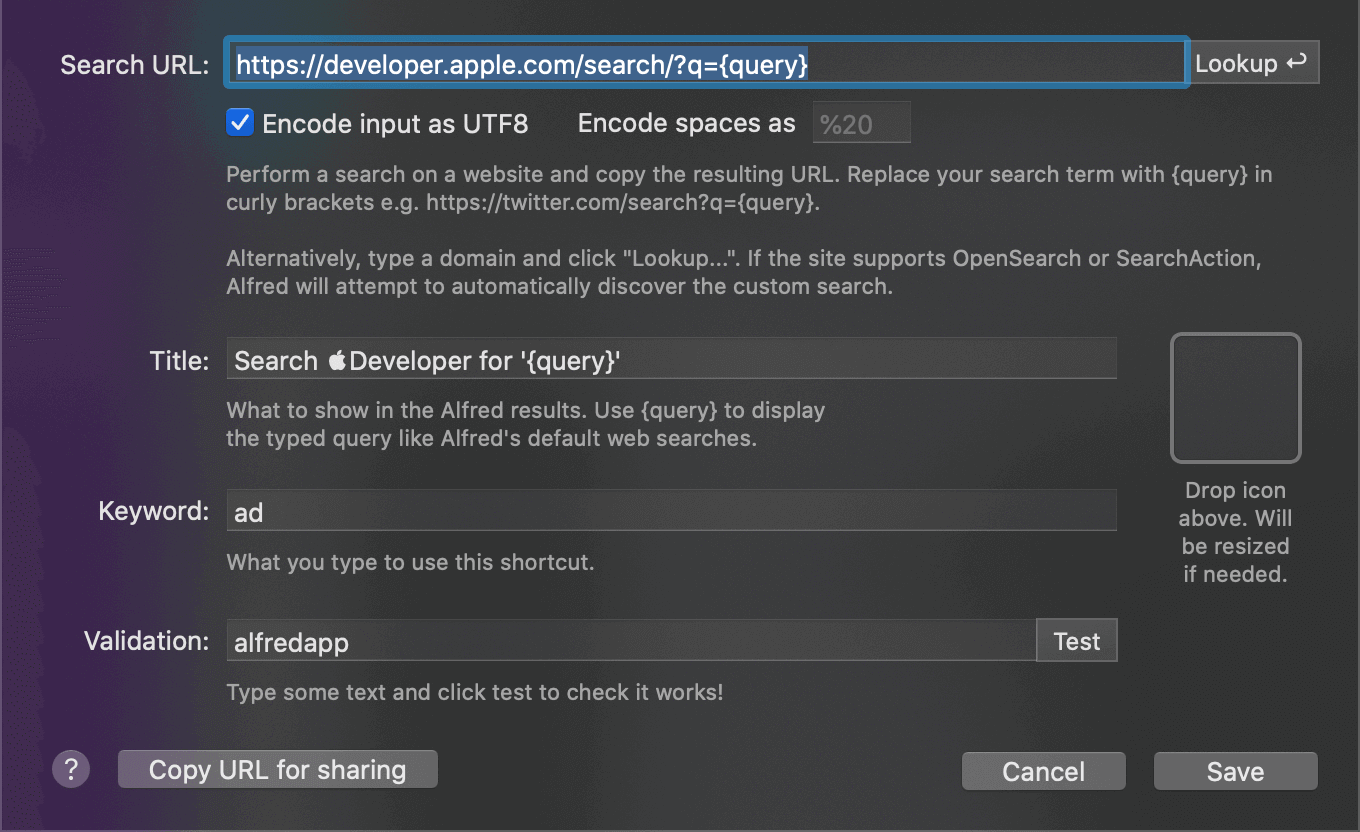 Search URL: https://developer.apple.com/search/?q={query} Lookup ↩
Encode input as UTF8 Encode spaces as %20
Perform a search on a website and copy the resulting URL. Replace your search term with {query} in
curly brackets e.g. https://twitter.com/search?q={query}.
Alternatively, type a domain and click "Lookup...". If the site supports OpenSearch or SearchAction,
Alfred will attempt to automatically discover the custom search.
Title: Search Developer for '{query}'
What to show in the Alfred results. Use {query} to display
the typed query like Alfred's default web searches.
Keyword: ad
What you type to use this shortcut.
Drop icon
above. Will
be resized
if needed.
Validation: alfredapp Test
Type some text and click test to check it works!
? Copy URL for sharing Cancel Save